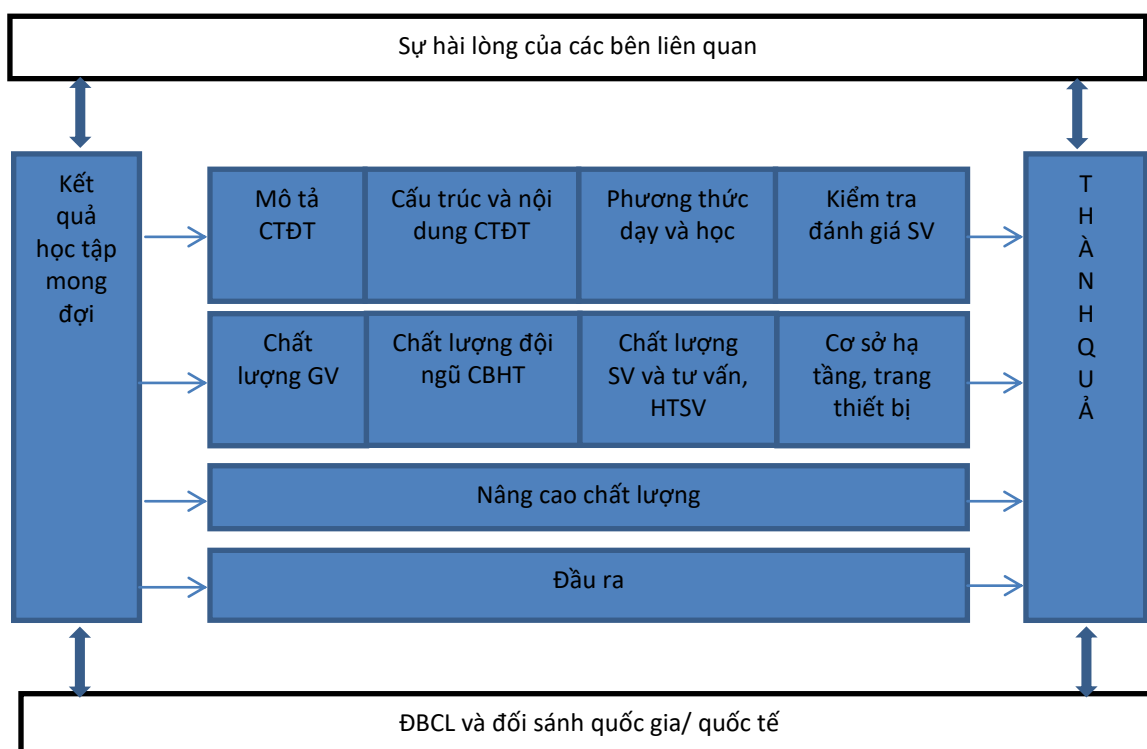 Sự hài lòng của các bên liên quan
Kết
quả
học tập
mong
đợi
Mô tả
CTĐT
Cấu trúc và nội
dung CTĐT
Phương thức
dạy và học
Kiểm tra
đánh giá SV
Chất
lượng GV
Chất lượng đội
ngũ CBHT
Chất lượng
SV và tư vấn,
HTSV
Cơ sở hạ
tầng, trang
thiết bị
Nâng cao chất lượng
Đầu ra
T
H
À
N
H
Q
U
Ả
ĐBCL và đối sánh quốc gia/ quốc tế